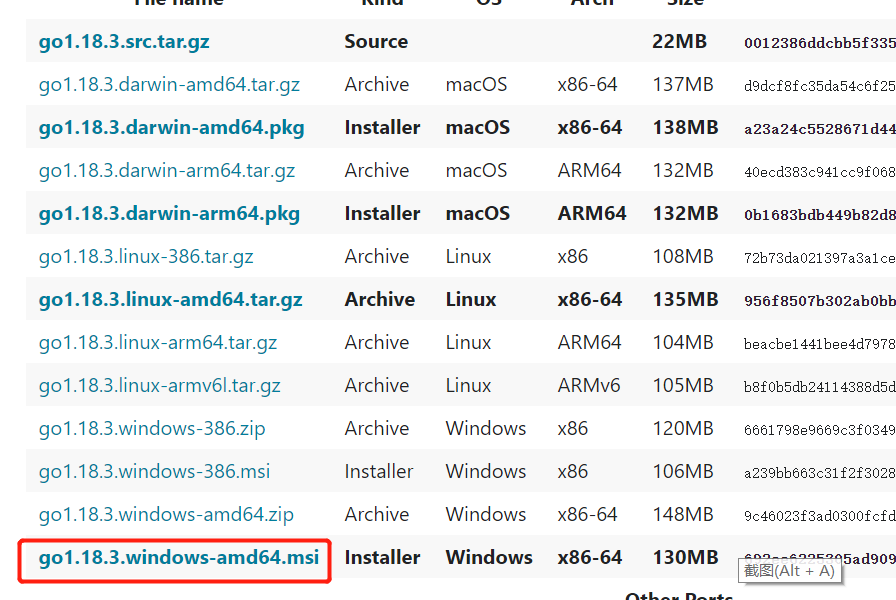 File name Kind OS Arch Size
go1.18.3.src.tar.gz Source 22MB 0012386ddcbb5f335
go1.18.3.darwin-amd64.tar.gz Archive macOS x86-64 137MB d9dcf8fc35da54c6f25
go1.18.3.darwin-amd64.pkg Installer macOS x86-64 138MB a23a24c5528671d44
go1.18.3.darwin-arm64.tar.gz Archive macOS ARM64 132MB 40ecd383c941cc9f068
go1.18.3.darwin-arm64.pkg Installer macOS ARM64 132MB 0b1683bdb449b82d8
go1.18.3.linux-386.tar.gz Archive Linux x86 108MB 72b73da021397a3a1ce
go1.18.3.linux-amd64.tar.gz Archive Linux x86-64 135MB 956f8507b302ab0bb
go1.18.3.linux-arm64.tar.gz Archive Linux ARM64 104MB beacbe1441bee4d7978
go1.18.3.linux-armv6l.tar.gz Archive Linux ARMv6 105MB b8f0b5db24114388d5d
go1.18.3.windows-386.zip Archive Windows x86 120MB 6661798e9669c3f0349
go1.18.3.windows-386.msi Installer Windows x86 106MB a239bb663c31f2f3028
go1.18.3.windows-amd64.zip Archive Windows x86-64 148MB 9c46023f3ad0300fcfd
go1.18.3.windows-amd64.msi Installer Windows x86-64 130MB
截图(Alt + A)
Other Ports